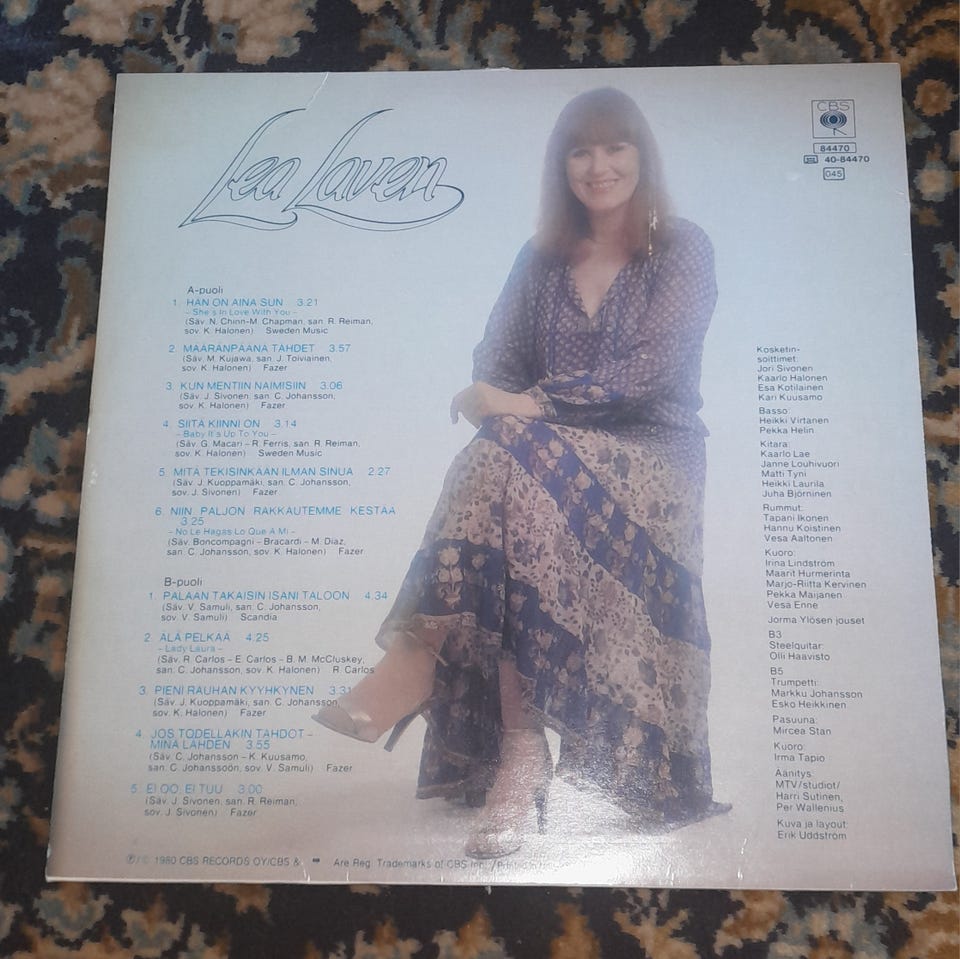 Lea Laven
CBS
84470
40-84470
045
A-puoli
1. HÄN ON AINA SUN 3.21
– She's In Love With You –
(Säv. N. Chinn-M. Chapman, san. R. Reiman,
sov. K. Halonen) Sweden Music
2. MÄÄRÄNPÄÄNÄ TÄHDET 3.57
(Säv. M. Kujawa, san. J. Toiviainen,
sov. K. Halonen) Fazer
3. KUN MENTIIN NAIMISIIN 3.06
(Säv. J. Sivonen, san. C. Johansson,
sov. K. Halonen) Fazer
4. SIITÄ KIINNI ON 3.14
– Baby It's Up To You –
(Säv. G. Macari – R. Ferris, san. R. Reiman,
sov. K. Halonen) Sweden Music
5. MITÄ TEKISINKÄÄN ILMAN SINUA 2.27
(Säv. J. Kuoppamäki, san. C. Johansson,
sov. J. Sivonen) Fazer
6. NIIN PALJON RAKKAUTEMME KESTÄÄ
3.25
– No Le Hagas Lo Que A Mi –
(Säv. Boncompagni – Bracardi – M. Diaz,
san. C. Johansson, sov. K. Halonen) Fazer
B-puoli
1. PALAAN TAKAISIN ISÄNI TALOON 4.34
(Säv. V. Samuli, san. C. Johansson,
sov. V. Samuli) Scandia
2. ÄLÄ PELKÄÄ 4.25
– Lady Laura –
(Säv. R. Carlos – E. Carlos – B. M. McCluskey,
san. C. Johansson, sov. K. Halonen) R. Carlos
3. PIENI RAUHAN KYYHKYNEN 3.31
(Säv. J. Kuoppamäki, san. C. Johansson,
sov. K. Halonen) Fazer
4. JOS TODELLAKIN TAHDOT –
MINÄ LÄHDEN 3.55
(Säv. C. Johansson – K. Kuusamo,
san. C. Johanssoon, sov. V. Samuli) Fazer
5. EI OO, EI TUU 3.00
(Säv. J. Sivonen, san. R. Reiman,
sov. J. Sivonen) Fazer
Kosketin-
soittimet:
Jori Sivonen
Kaarlo Halonen
Esa Kotilainen
Kari Kuusamo
Basso:
Heikki Virtanen
Pekka Helin
Kitara:
Kaarlo Lae
Janne Louhivuori
Matti Tyni
Heikki Laurila
Juha Björninen
Rummut:
Tapani Ikonen
Hannu Koistinen
Vesa Aaltonen
Kuoro:
Irina Lindström
Maarit Hurmerinta
Marjo-Riitta Kervinen
Pekka Maijanen
Vesa Enne
Jorma Ylösen jouset
B3
Steelguitar:
Olli Haavisto
B5
Trumpetti:
Markku Johansson
Esko Heikkinen
Pasuuna:
Mircea Stan
Kuoro:
Irma Tapio
Äänitys:
MTV/studiot/
Harri Sutinen,
Per Wallenius
Kuva ja layout:
Erik Uddström
℗/© 1980 CBS RECORDS OY/CBS & Are Reg. Trademarks of CBS Inc.